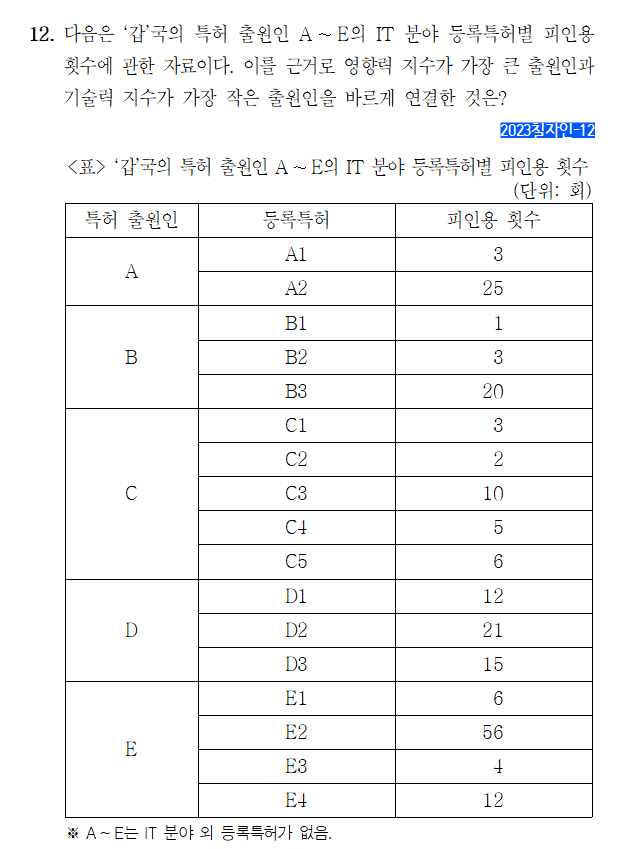 12. 다음은 ‘갑’국의 특허 출원인 A～E의 IT 분야 등록특허별 피인용
횟수에 관한 자료이다. 이를 근거로 영향력 지수가 가장 큰 출원인과
기술력 지수가 가장 작은 출원인을 바르게 연결한 것은?
2023침자인-12
<표> ‘갑’국의 특허 출원인 A～E의 IT 분야 등록특허별 피인용 횟수
(단위: 회)
특허 출원인 등록특허 피인용 횟수
A A1 3
A2 25
B B1 1
B2 3
B3 20
C C1 3
C2 2
C3 10
C4 5
C5 6
D D1 12
D2 21
D3 15
E E1 6
E2 56
E3 4
E4 12
※ A～E는 IT 분야 외 등록특허가 없음.